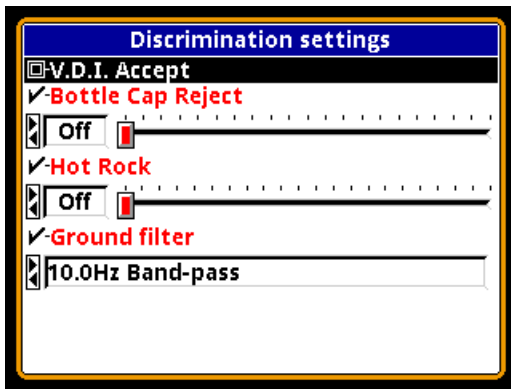 Discrimination settings
V.D.I. Accept
Bottle Cap Reject
Off
Hot Rock
Off
Ground filter
10.0Hz Band-pass